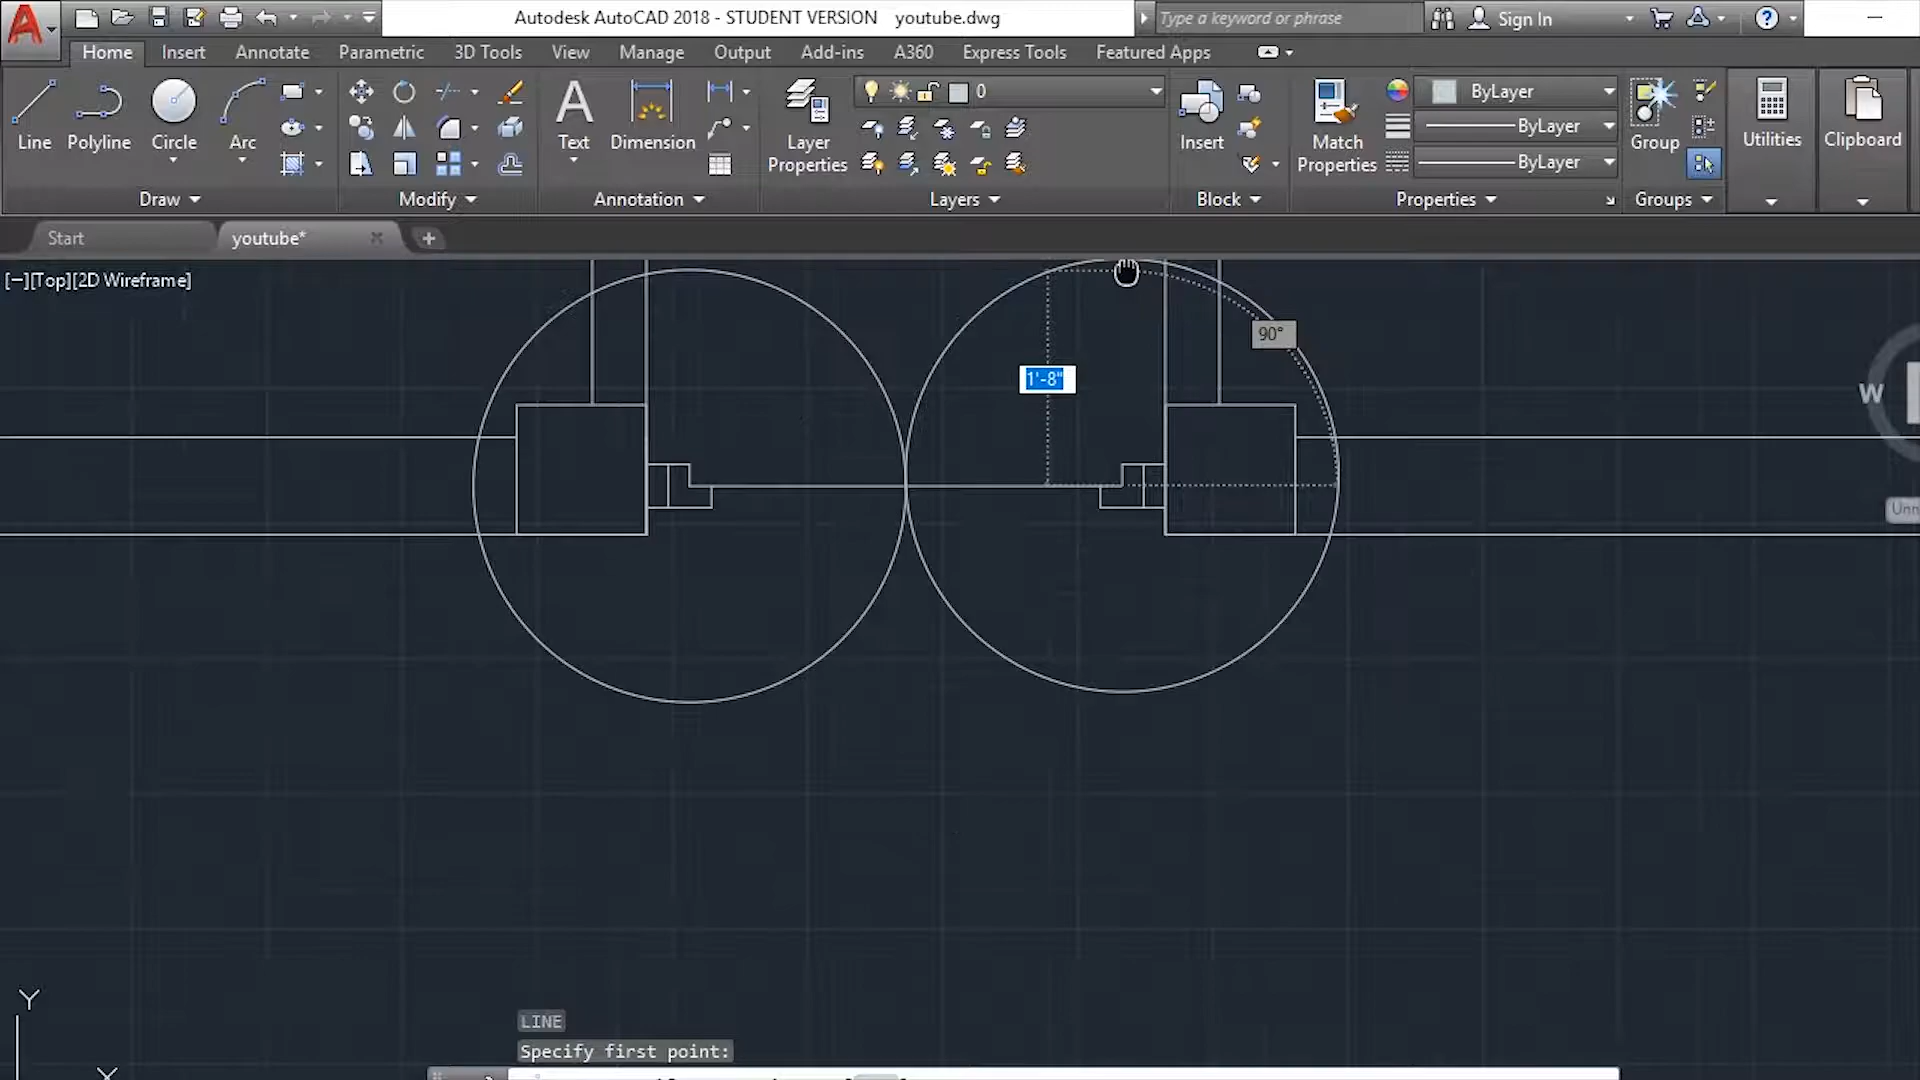 Autodesk AutoCAD 2018 - STUDENT VERSION youtube.dwg
Type a keyword or phrase
Sign In
Home Insert Annotate Parametric 3D Tools View Manage Output Add-ins A360 Express Tools Featured Apps
Line Polyline Circle Arc
Text Dimension
Layer Properties
0
Insert
Match Properties
ByLayer
ByLayer
ByLayer
Group
Utilities
Clipboard
Draw Modify Annotation Layers Block Properties Groups
Start youtube*
[−][Top][2D Wireframe]
90°
1'-8"
W
Unn
Y
X
LINE
Specify first point: